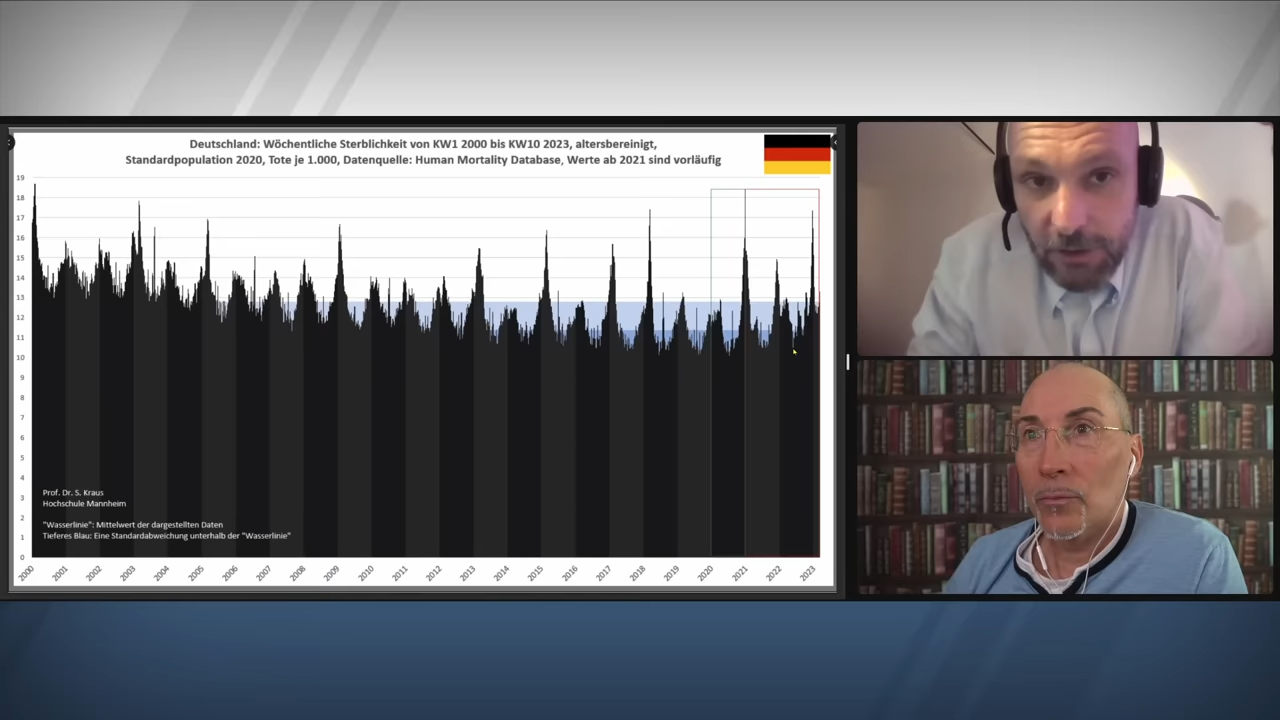 Deutschland: Wöchentliche Sterblichkeit von KW1 2000 bis KW10 2023, altersbereinigt,
Standardpopulation 2020, Tote je 1.000, Datenquelle: Human Mortality Database, Werte ab 2021 sind vorläufig
19
18
17
16
15
14
13
12
11
10
9
8
7
6
5
4
3
2
1
0
Prof. Dr. S. Kraus
Hochschule Mannheim
"Wasserlinie": Mittelwert der dargestellten Daten
Tieferes Blau: Eine Standardabweichung unterhalb der "Wasserlinie"
2000 2001 2002 2003 2004 2005 2006 2007 2008 2009 2010 2011 2012 2013 2014 2015 2016 2017 2018 2019 2020 2021 2022 2023